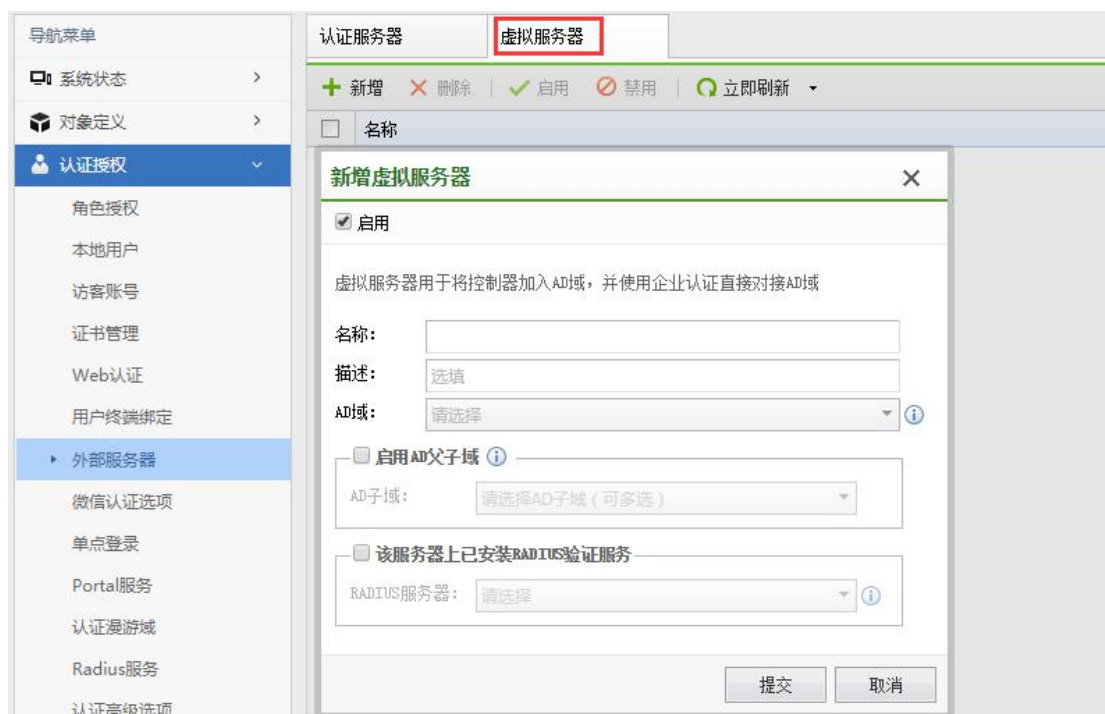 导航菜单
系统状态
对象定义
认证授权
角色授权
本地用户
访客账号
证书管理
Web认证
用户终端绑定
外部服务器
微信认证选项
单点登录
Portal服务
认证漫游域
Radius服务
认证高级选项
认证服务器 虚拟服务器
新增 删除 启用 禁用 立即刷新
名称
新增虚拟服务器
启用
虚拟服务器用于将控制器加入AD域，并使用企业认证直接对接AD域
名称：
描述： 选填
AD域： 请选择
启用AD父子域
AD子域： 请选择AD子域（可多选）
该服务器上已安装RADIUS验证服务
RADIUS服务器： 请选择
提交 取消